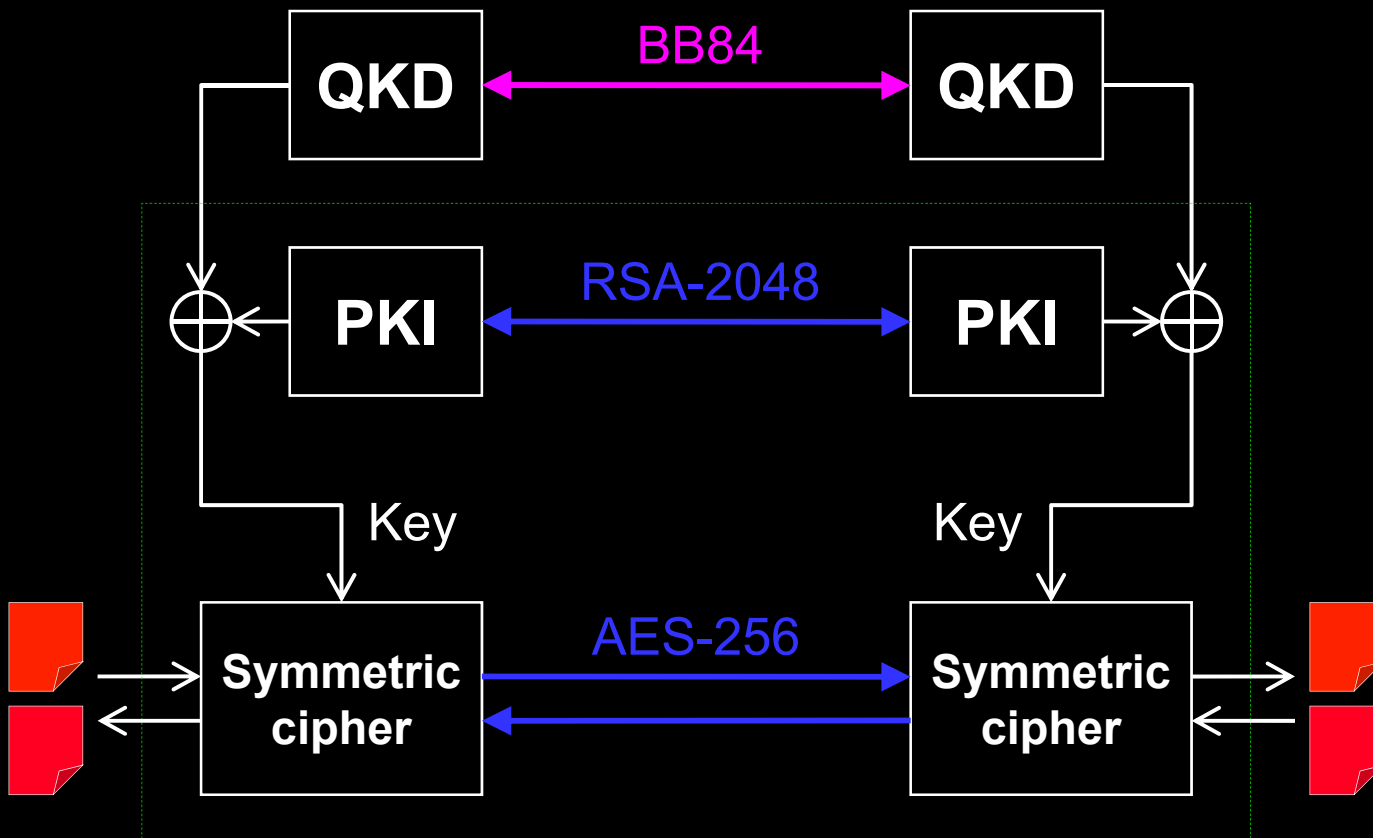 BB84
QKD
QKD
RSA-2048
PKI
PKI
Key
Key
AES-256
Symmetric
cipher
Symmetric
cipher